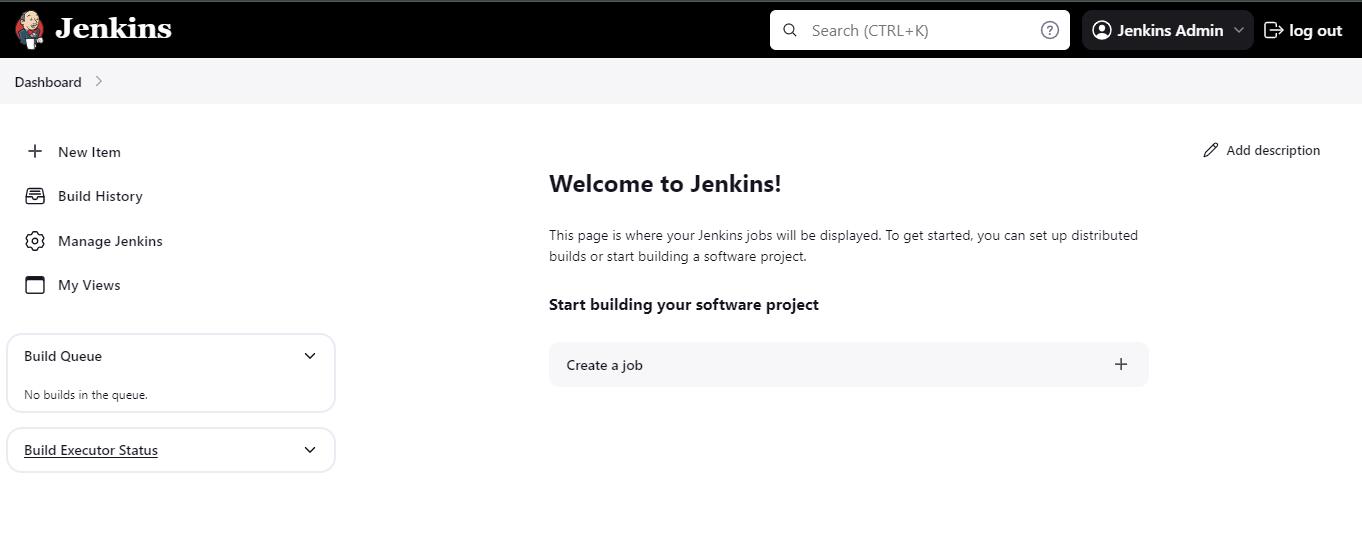 Jenkins
Search (CTRL+K)
Jenkins Admin
log out
Dashboard
New Item
Build History
Manage Jenkins
My Views
Build Queue
No builds in the queue.
Build Executor Status
Add description
Welcome to Jenkins!
This page is where your Jenkins jobs will be displayed. To get started, you can set up distributed
builds or start building a software project.
Start building your software project
Create a job